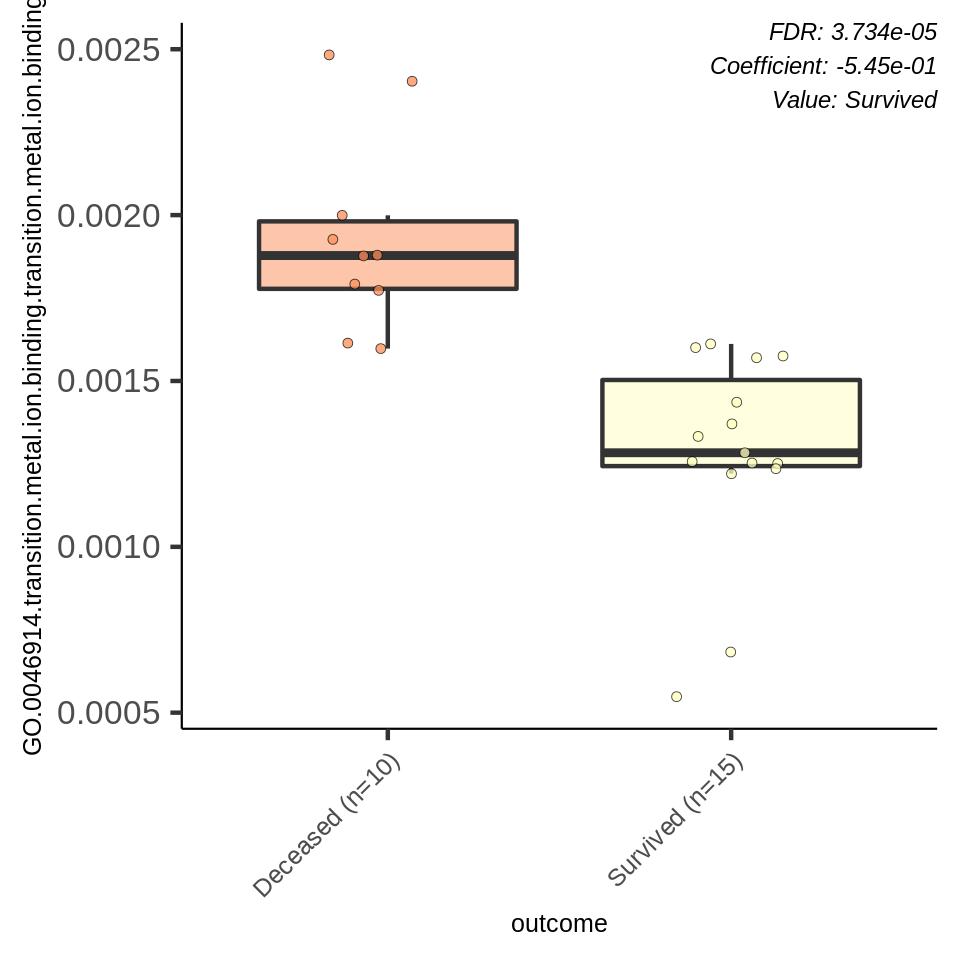 FDR: 3.734e-05
Coefficient: -5.45e-01
Value: Survived
GO.0046914.transition.metal.ion.binding.transition.metal.ion.binding
0.0025
0.0020
0.0015
0.0010
0.0005
Deceased (n=10)
Survived (n=15)
outcome